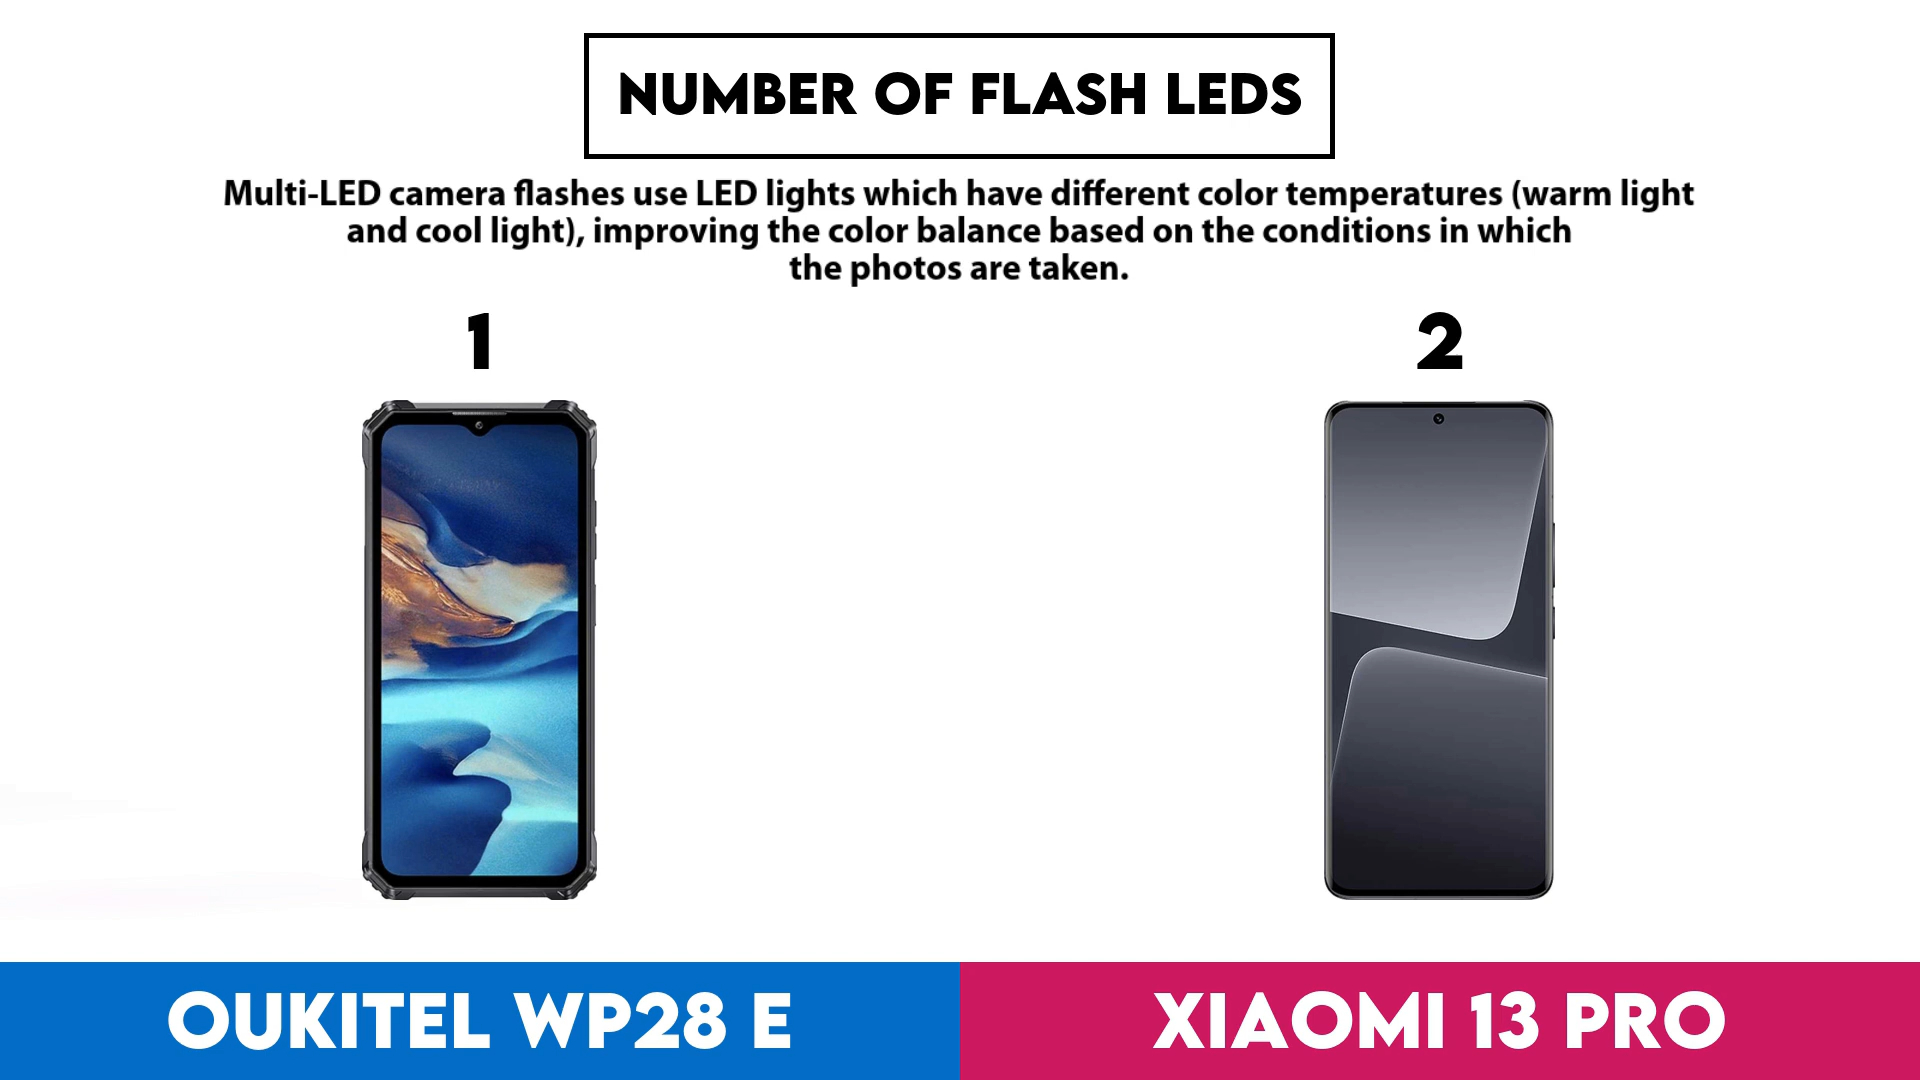 NUMBER OF FLASH LEDS
Multi-LED camera flashes use LED lights which have different color temperatures (warm light
and cool light), improving the color balance based on the conditions in which
the photos are taken.
1
2
OUKITEL WP28 E
XIAOMI 13 PRO